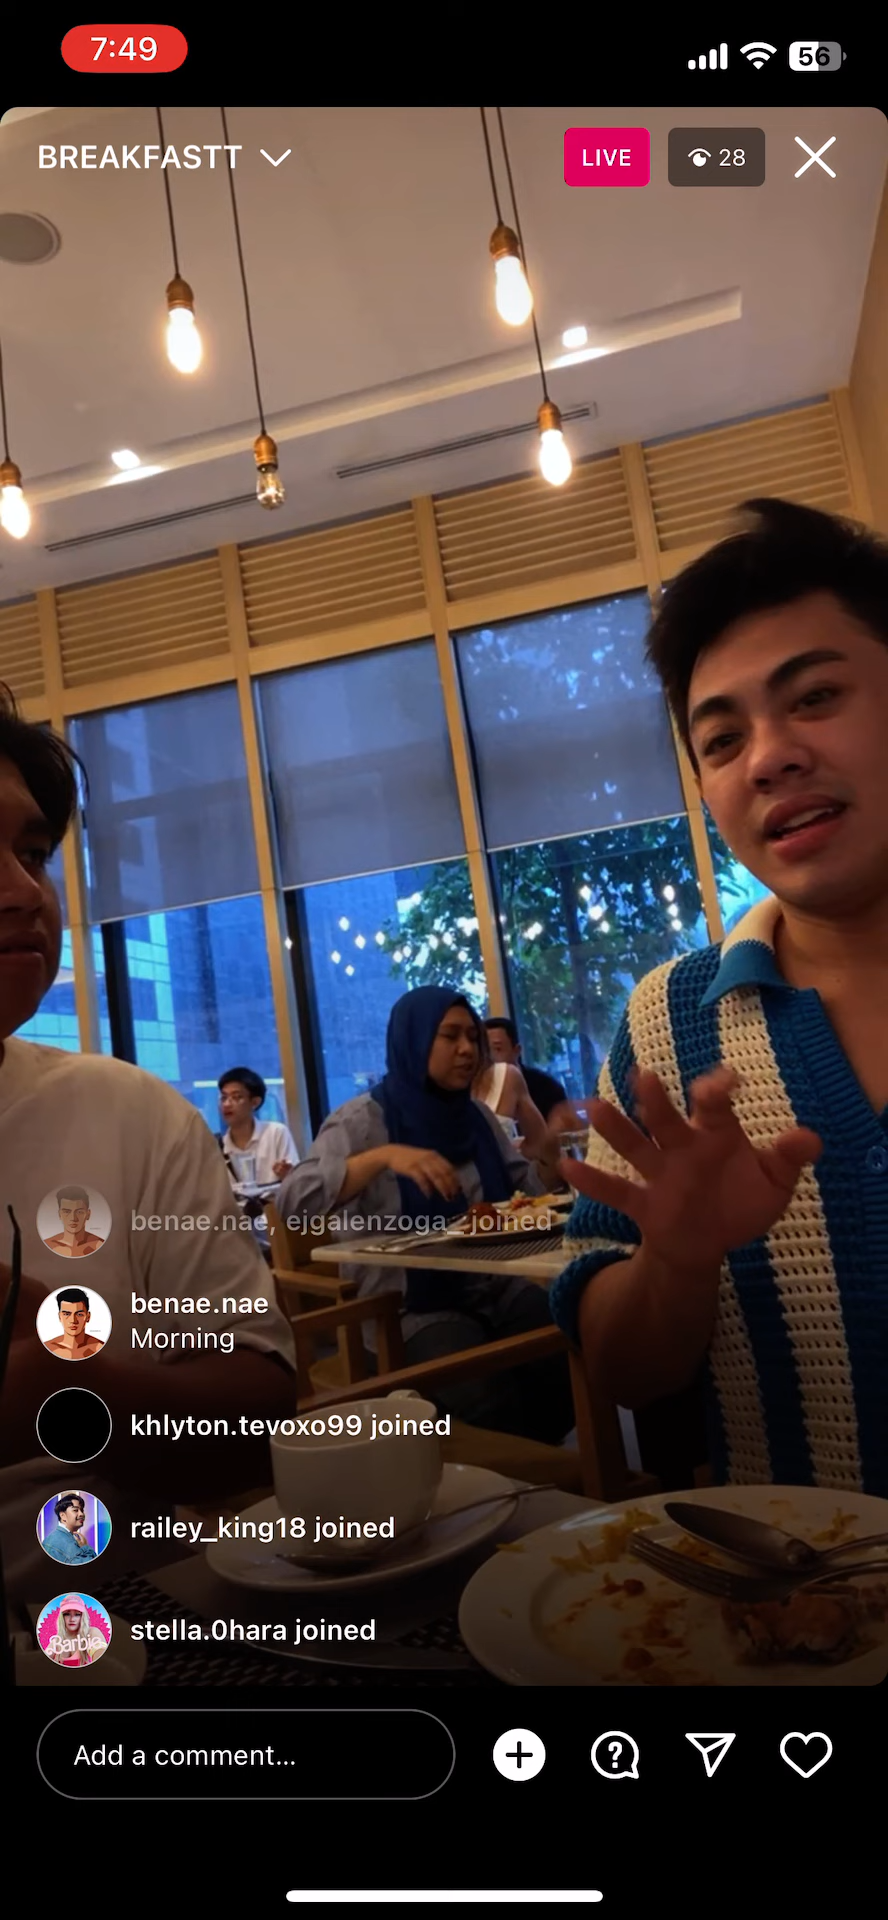 7:49
56
BREAKFASTT
LIVE
28
benae.nae, ejgalenzoga_ joined
benae.nae
Morning
khlyton.tevoxo99 joined
railey_king18 joined
Barbie
stella.0hara joined
Add a comment...